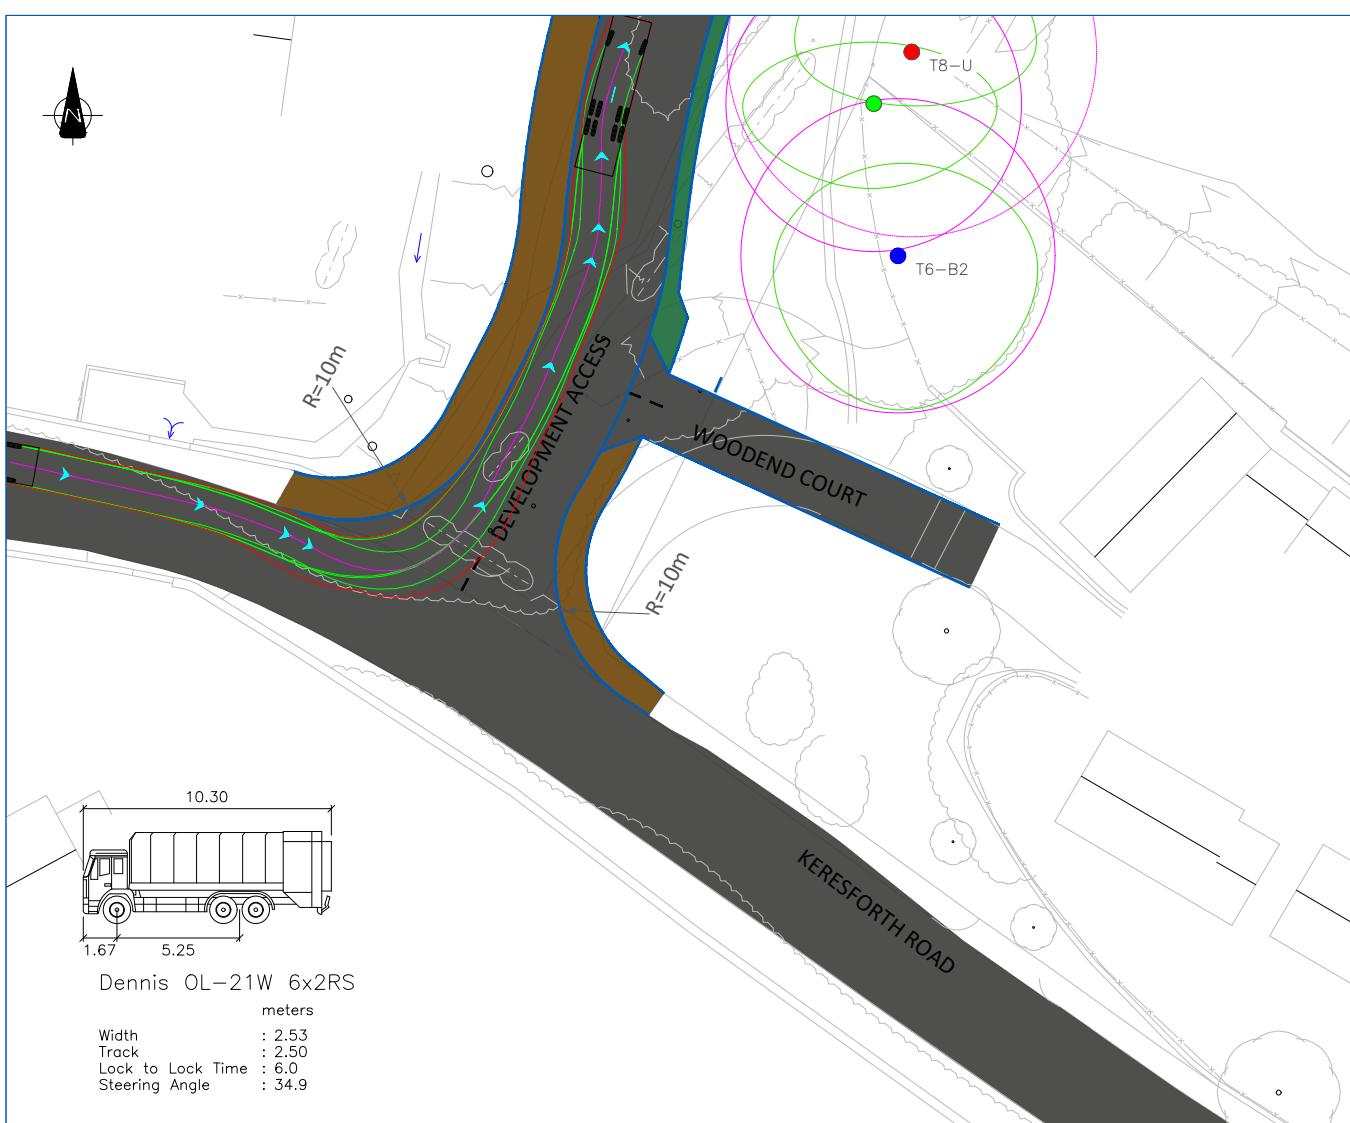 N
T8-U
T6-B2
R=10m
DEVELOPMENT ACCESS
WOODEND COURT
R=10m
KERESFORTH ROAD
10.30
1.67
5.25
Dennis OL-21W 6x2RS
meters
Width : 2.53
Track : 2.50
Lock to Lock Time : 6.0
Steering Angle : 34.9